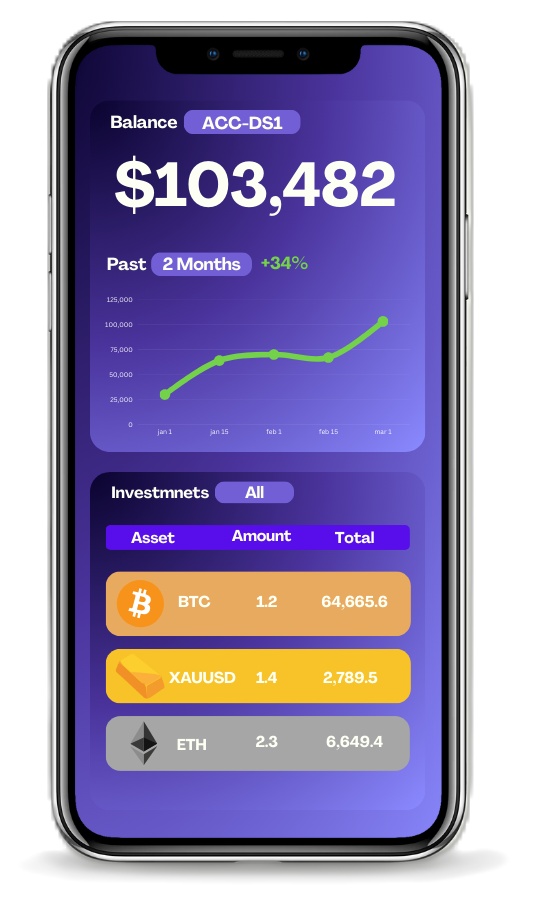 Balance ACC-DS1
$103,482
Past 2 Months +34%
125,000
100,000
75,000
50,000
25,000
0
jan 1 jan 15 feb 1 feb 15 mar 1
Investmnets All
Asset Amount Total
BTC 1.2 64,665.6
XAUUSD 1.4 2,789.5
ETH 2.3 6,649.4